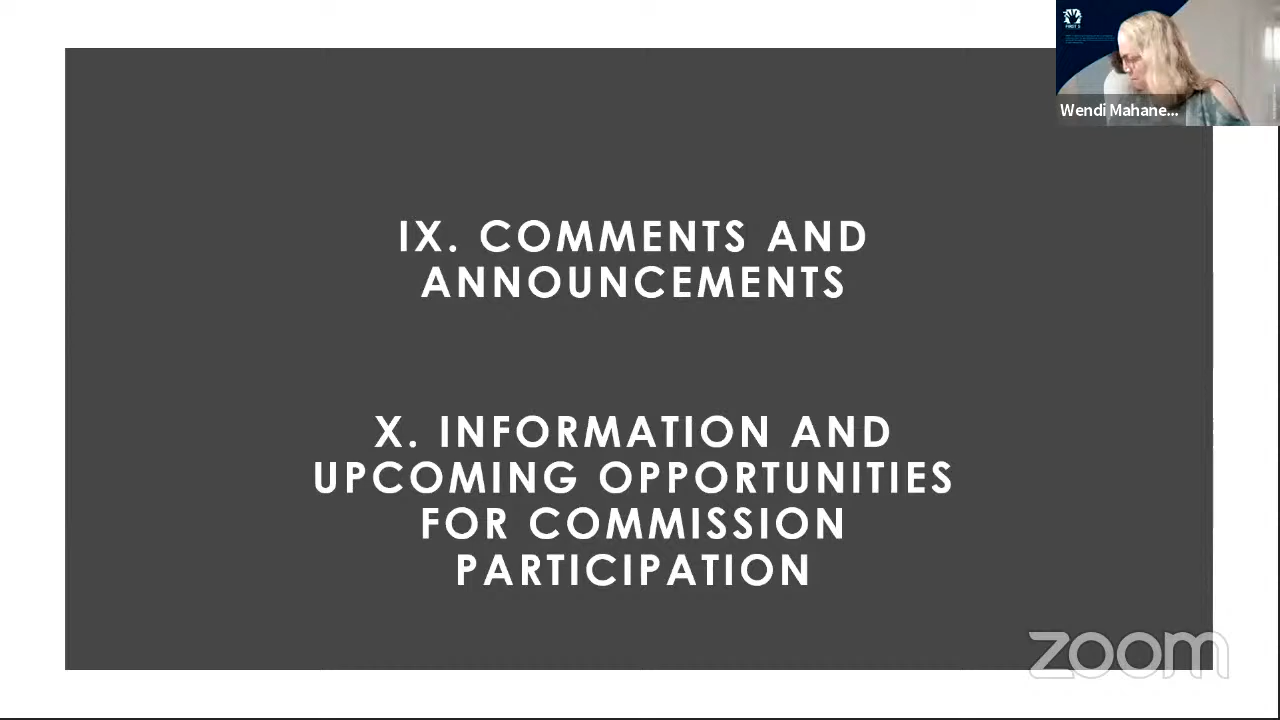 Wendi Mahane...
IX. COMMENTS AND
ANNOUNCEMENTS
X. INFORMATION AND
UPCOMING OPPORTUNITIES
FOR COMMISSION
PARTICIPATION
zoom